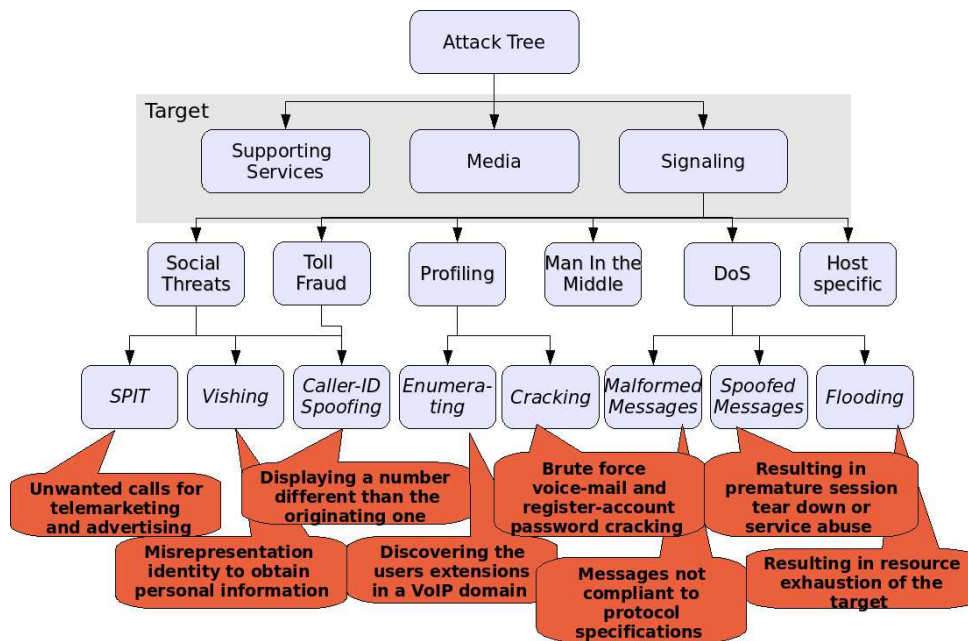 Attack Tree
Target
Supporting
Services
Media
Signaling
Social
Threats
Toll
Fraud
Profiling
Man In the
Middle
DoS
Host
specific
SPIT
Vishing
Caller-ID
Spoofing
Enumera-
ting
Cracking
Malformed
Messages
Spoofed
Messages
Flooding
Unwanted calls for
telemarketing
and advertising
Misrepresentation
identity to obtain
personal information
Displaying a number
different than the
originating one
Discovering the
users extensions
in a VoIP domain
Brute force
voice-mail and
register-account
password cracking
Messages not
compliant to
protocol
specifications
Resulting in
premature session
tear down or
service abuse
Resulting in resource
exhaustion of the
target